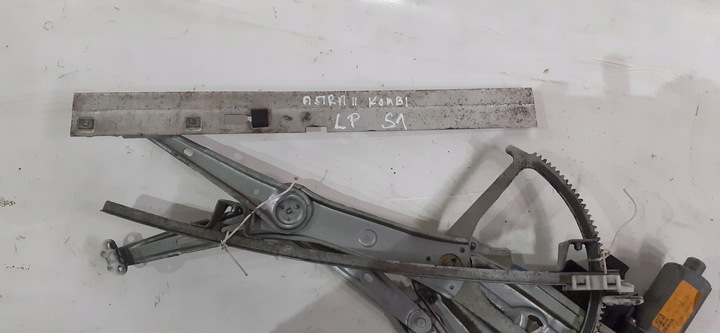 ASTRA II KOMBI
LP S1